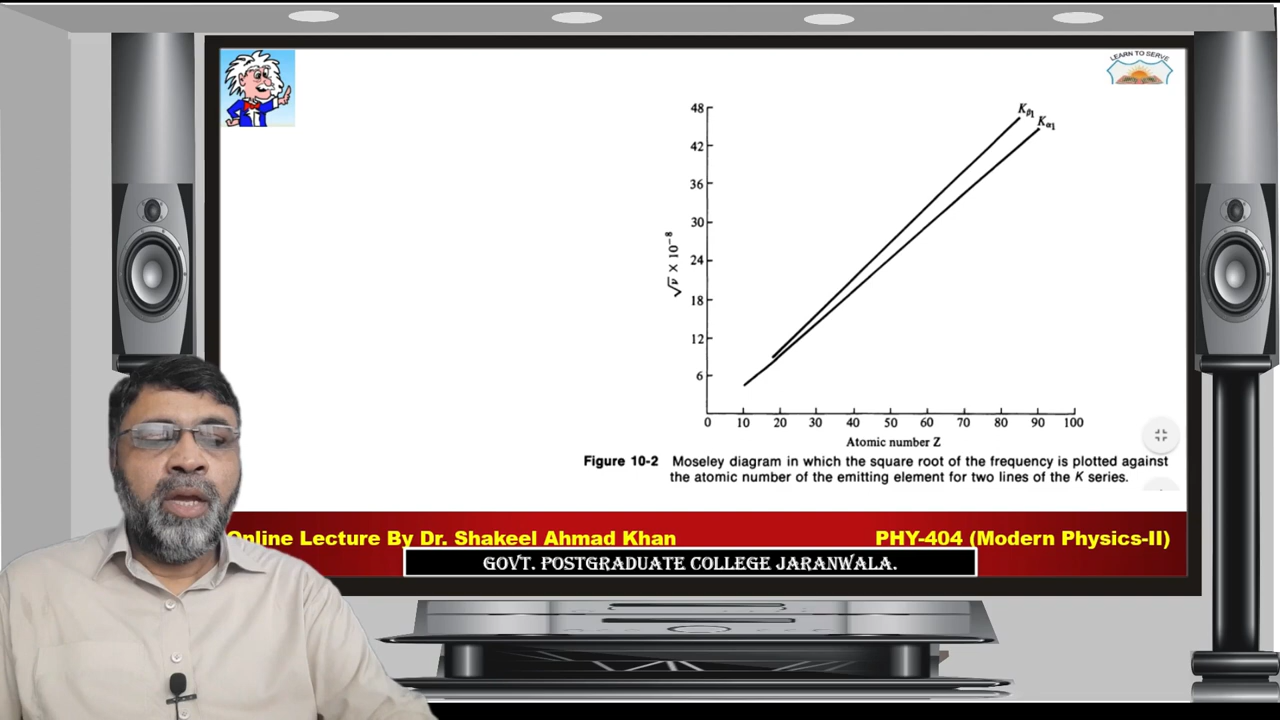 LEARN TO SERVE
48
42
36
30
24
18
12
6
√ν × 10⁻⁸
Kβ1
Kα1
0 10 20 30 40 50 60 70 80 90 100
Atomic number Z
Figure 10-2 Moseley diagram in which the square root of the frequency is plotted against
the atomic number of the emitting element for two lines of the K series.
Online Lecture By Dr. Shakeel Ahmad Khan
PHY-404 (Modern Physics-II)
GOVT. POSTGRADUATE COLLEGE JARANWALA.